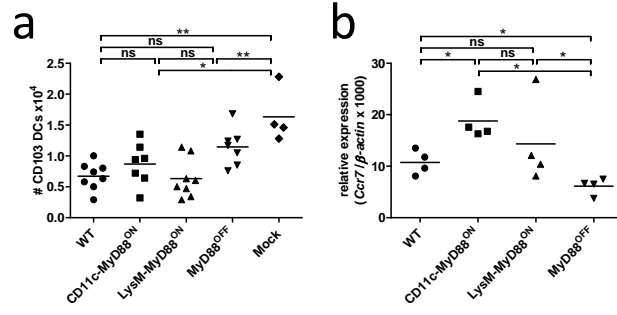 a
**
ns
ns
ns
**
*
# CD103 DCs x10⁴
2.5
2.0
1.5
1.0
0.5
0.0
WT
CD11c-MyD88ᴼᴺ
LysM-MyD88ᴼᴺ
MyD88ᴼFF
Mock
b
*
ns
*
ns
*
*
relative expression
(Ccr7/β-actin x 1000)
30
20
10
0
WT
CD11c-MyD88ᴼᴺ
LysM-MyD88ᴼᴺ
MyD88ᴼFF